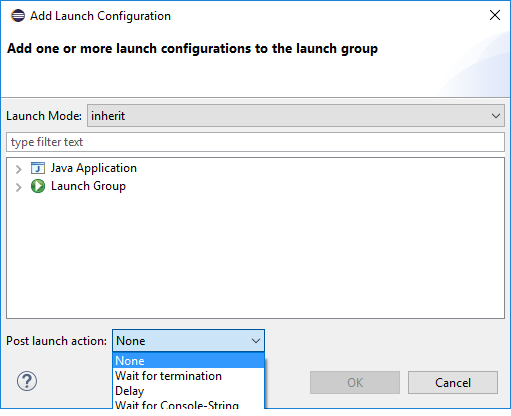 Add Launch Configuration
Add one or more launch configurations to the launch group
Launch Mode: inherit
type filter text
Java Application
Launch Group
Post launch action: None
None
Wait for termination
Delay
Wait for Console-String
OK Cancel